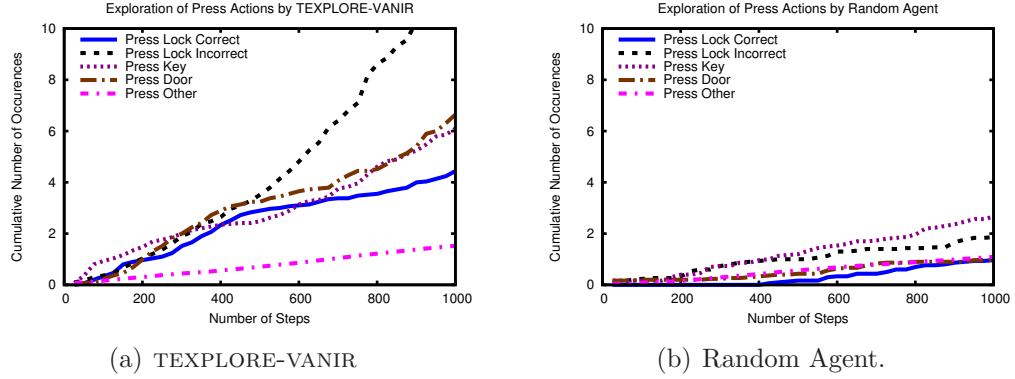 Exploration of Press Actions by TEXPLORE-VANIR
Cumulative Number of Occurences
10
8
6
4
2
0
Press Lock Correct
Press Lock Incorrect
Press Key
Press Door
Press Other
0 200 400 600 800 1000
Number of Steps
(a) TEXPLORE-VANIR
Exploration of Press Actions by Random Agent
Cumulative Number of Occurences
10
8
6
4
2
0
Press Lock Correct
Press Lock Incorrect
Press Key
Press Door
Press Other
0 200 400 600 800 1000
Number of Steps
(b) Random Agent.